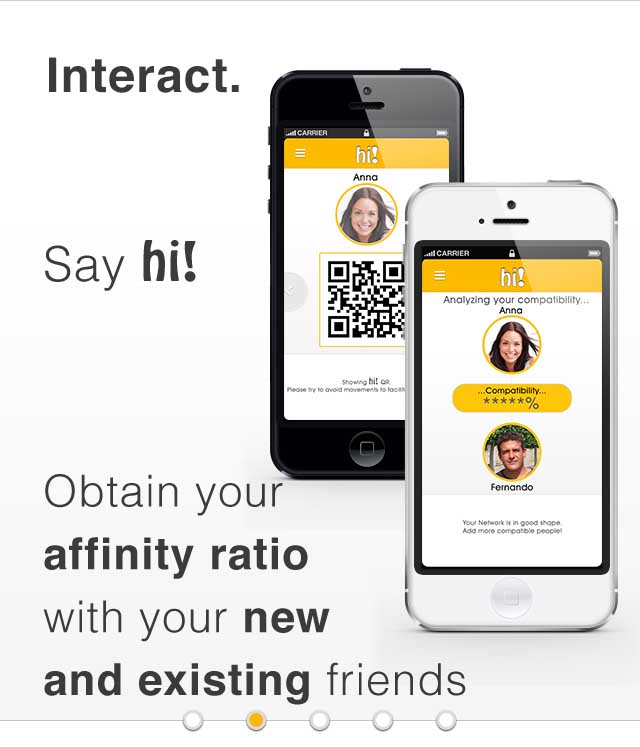 Interact.
Say hi!
Obtain your
affinity ratio
with your new
and existing friends
CARRIER
hi!
Anna
Showing hi! QR.
Please try to avoid movements to facilit
CARRIER
hi!
Analyzing your compatibility...
Anna
...Compatibility...
*****%
Fernando
Your Network is in good shape.
Add more compatible people!